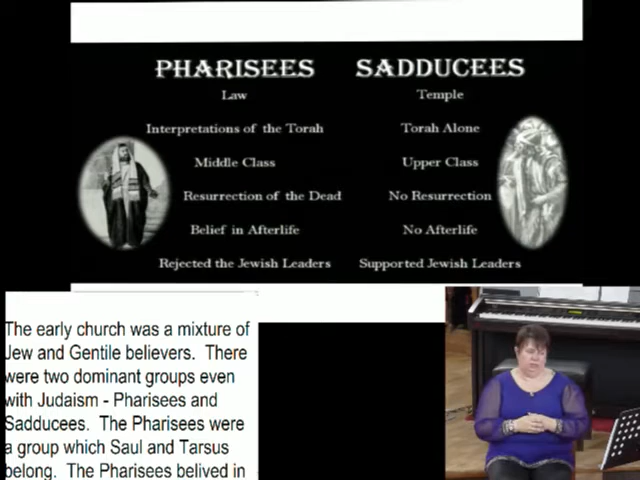 PHARISEES SADDUCEES
Law Temple
Interpretations of the Torah Torah Alone
Middle Class Upper Class
Resurrection of the Dead No Resurrection
Belief in Afterlife No Afterlife
Rejected the Jewish Leaders Supported Jewish Leaders
The early church was a mixture of
Jew and Gentile believers. There
were two dominant groups even
with Judaism - Pharisees and
Sadducees. The Pharisees were
a group which Saul and Tarsus
belong. The Pharisees belived in